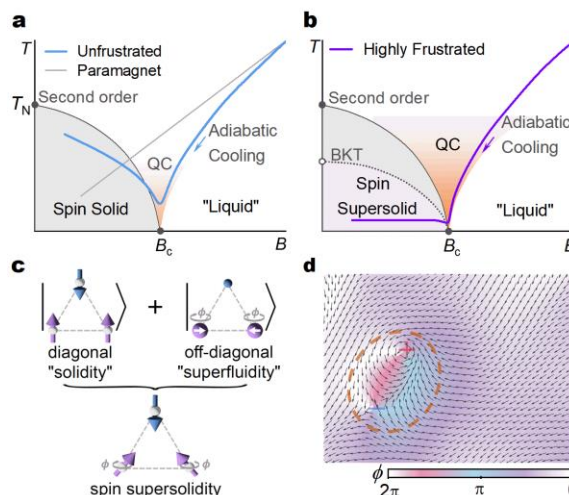 a
Unfrustrated
Paramagnet
T
T_N
Second order
QC
Adiabatic
Cooling
Spin Solid
"Liquid"
B_c
B
b
Highly Frustrated
T
Second order
BKT
QC
Adiabatic
Cooling
Spin
Supersolid
"Liquid"
B_c
c
+
ϕ
diagonal
"solidity"
off-diagonal
"superfluidity"
ϕ
ϕ
spin supersolidity
d
+
ϕ
2π
π